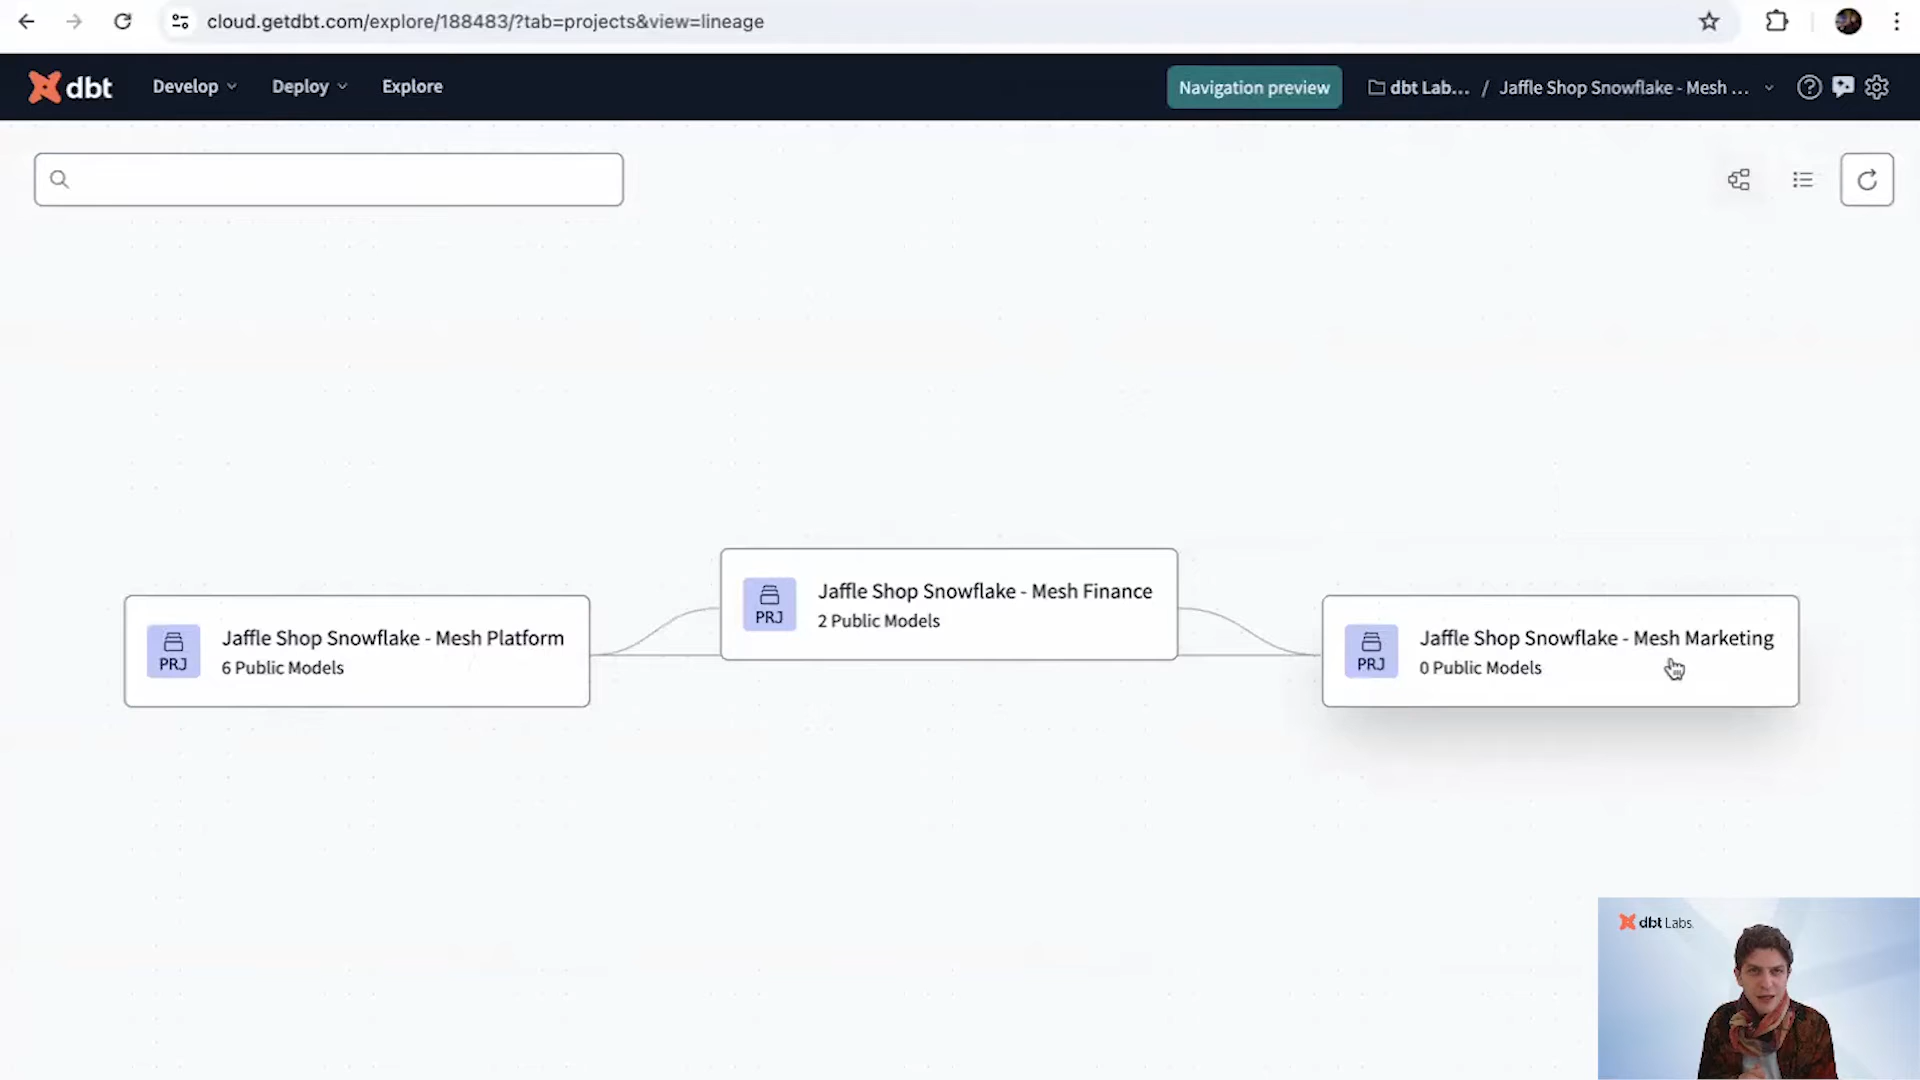 cloud.getdbt.com/explore/188483/?tab=projects&view=lineage
dbt
Develop
Deploy
Explore
Navigation preview
dbt Lab... / Jaffle Shop Snowflake - Mesh ...
Jaffle Shop Snowflake - Mesh Finance
PRJ
2 Public Models
Jaffle Shop Snowflake - Mesh Platform
PRJ
6 Public Models
Jaffle Shop Snowflake - Mesh Marketing
PRJ
0 Public Models
dbt Labs